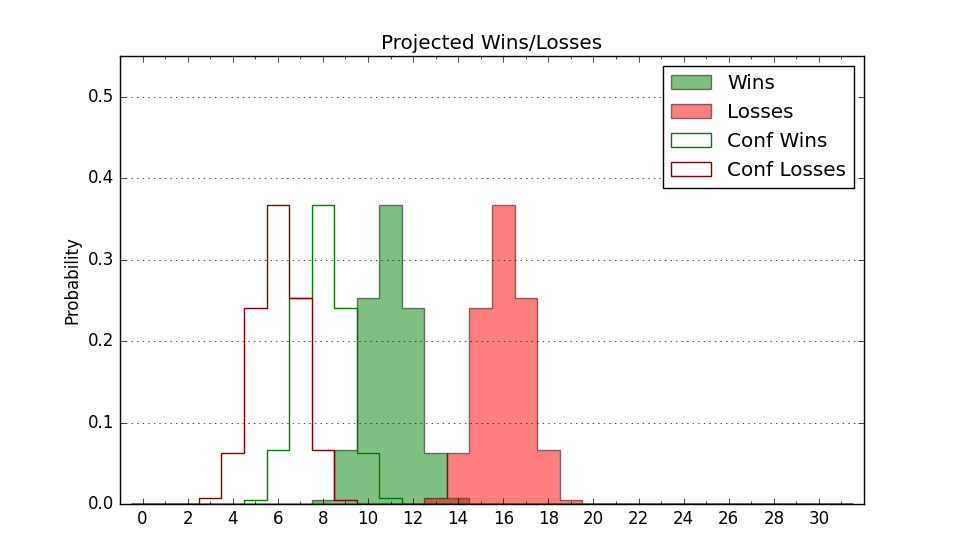 Projected Wins/Losses
Wins
Losses
Conf Wins
Conf Losses
Probability
0.5
0.4
0.3
0.2
0.1
0.0
0 2 4 6 8 10 12 14 16 18 20 22 24 26 28 30